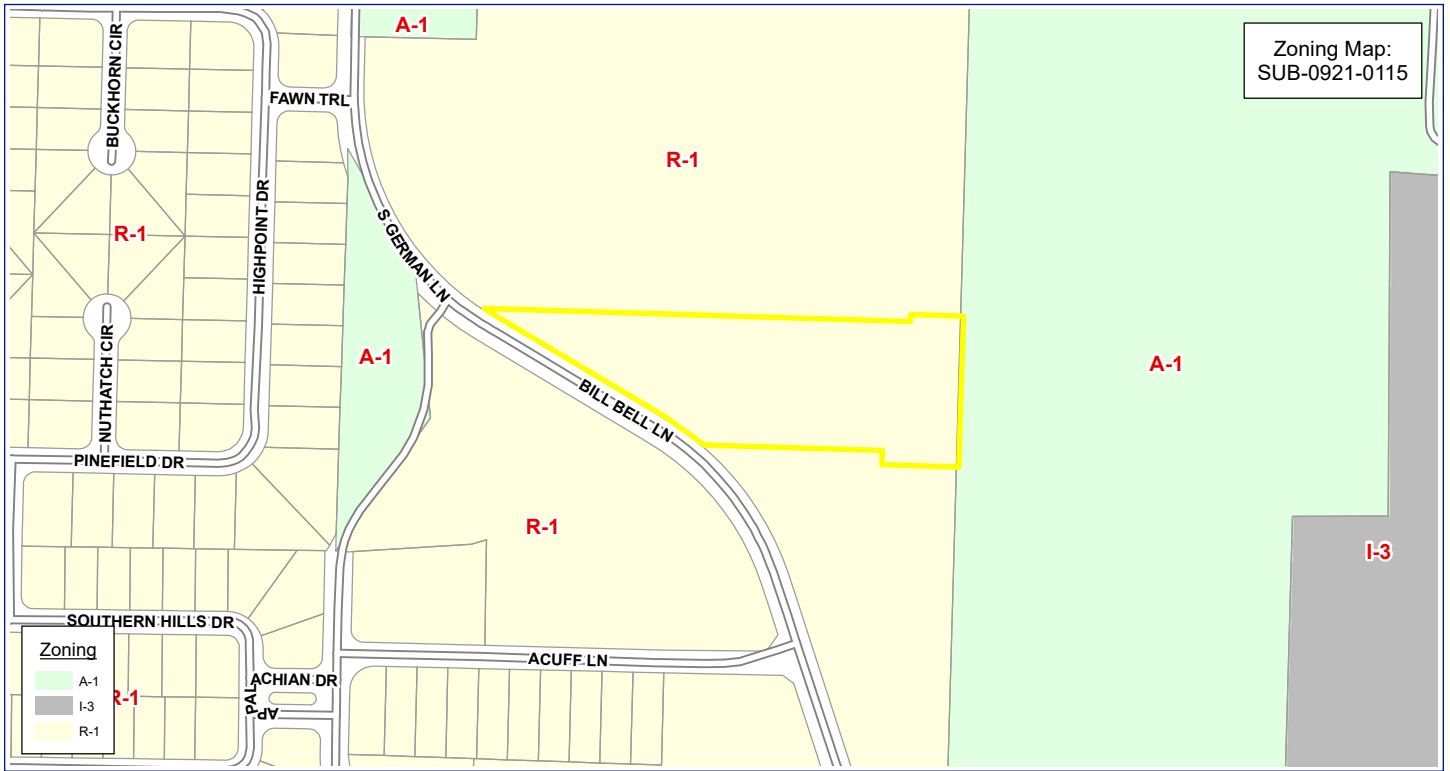 A-1
Zoning Map:
SUB-0921-0115
BUCKHORN CIR
FAWN TRL
R-1
HIGHPOINT DR
S GERMAN LN
R-1
NUTHATCH CIR
A-1
A-1
BILL BELL LN
PINEFIELD DR
R-1
I-3
SOUTHERN HILLS DR
Zoning
A-1
I-3
R-1
R-1
ACUFF LN
APPALACHIAN DR